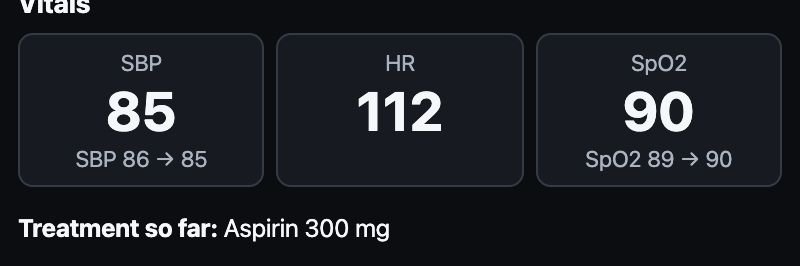 Vitals
SBP
85
SBP 86 → 85
HR
112
SpO2
90
SpO2 89 → 90
Treatment so far: Aspirin 300 mg